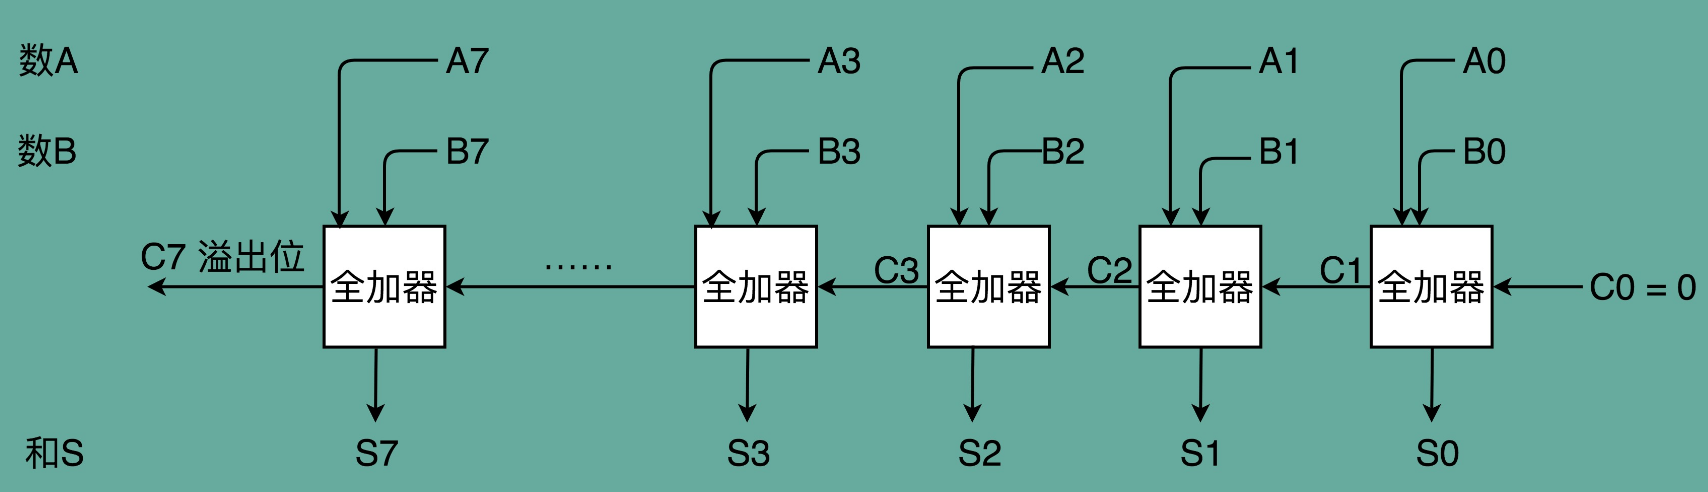 数A A7 A3 A2 A1 A0
数B B7 B3 B2 B1 B0
C7 溢出位 …… C3 C2 C1 C0 = 0
全加器 全加器 全加器 全加器 全加器
和S S7 S3 S2 S1 S0